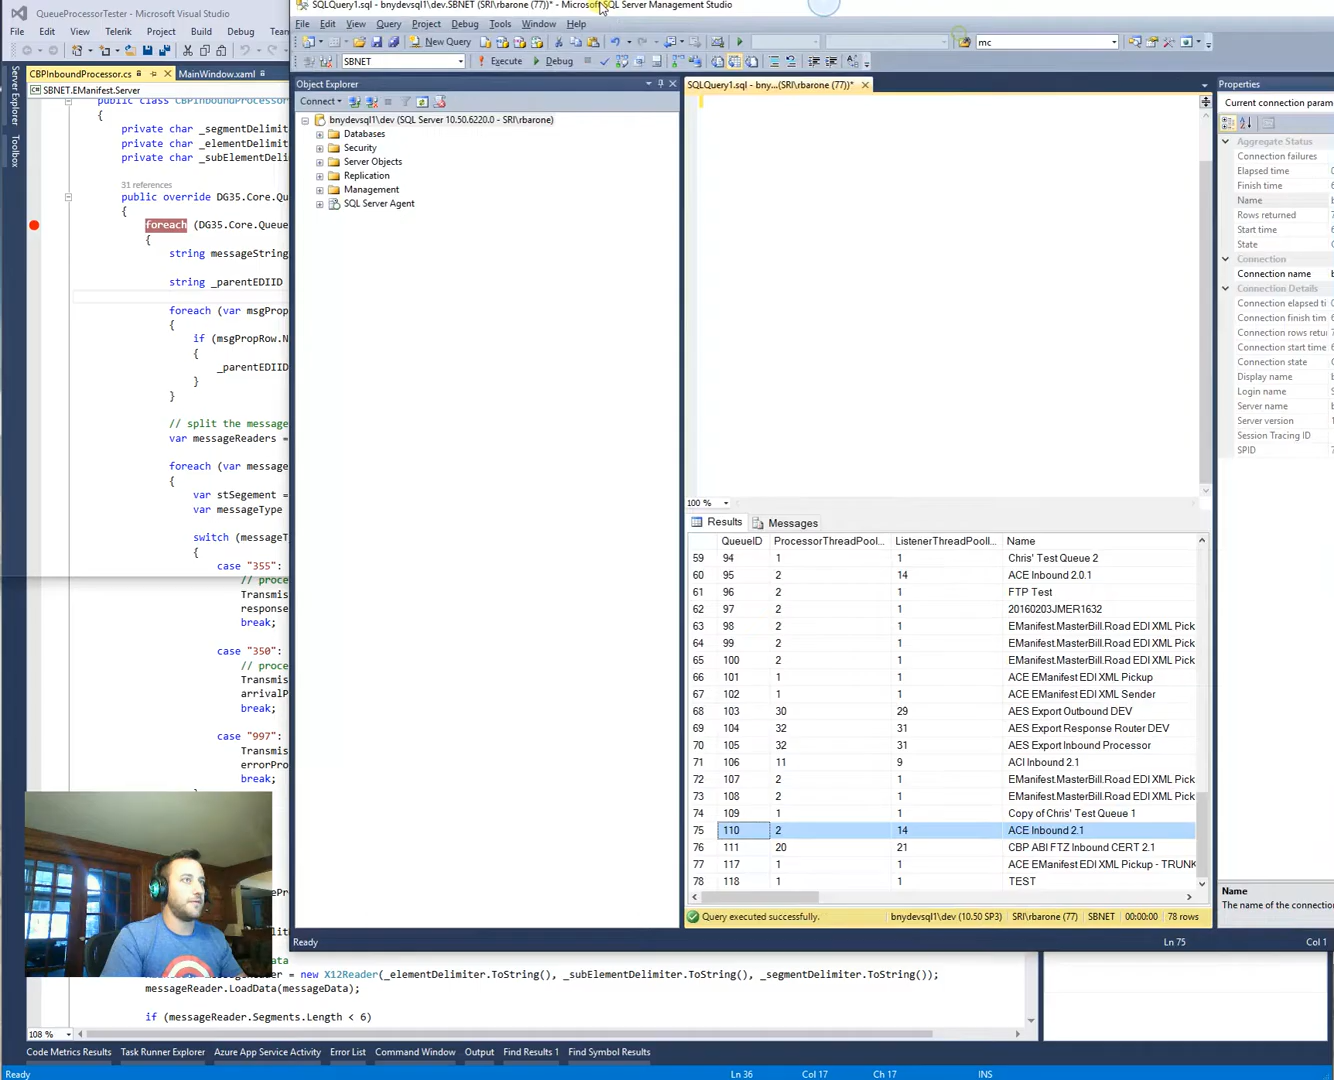 QueueProcessorTester - Microsoft Visual Studio
SQLQuery1.sql - bnydevsql1\dev.SBNET (SRI\rbarone (77))* - Microsoft SQL Server Management Studio
File Edit View Telerik Project Build Debug
File Edit View Query Project Debug Tools Window Help
New Query
mc
SBNET
Execute Debug
CBPInboundProcessor.cs MainWindow.xaml
SBNET.EManifest.Server
Server Explorer
Toolbox
Object Explorer
Connect
bnydevsql1\dev (SQL Server 10.50.6220.0 - SRI\rbarone)
Databases
Security
Server Objects
Replication
Management
SQL Server Agent
SQLQuery1.sql - bny...(SRI\rbarone (77))*
Properties
Current connection param
Aggregate Status
Connection failures
Elapsed time
Finish time
Name
Rows returned
Start time
State
Connection
Connection name
Connection Details
Connection elapsed t
Connection finish tim
Connection rows retu
Connection start time
Connection state
Display name
Login name
Server name
Server version
Session Tracing ID
SPID
{
private char _segmentDelimit
private char _elementDelimit
private char _subElementDeli
31 references
public override DG35.Core.Qu
{
foreach (DG35.Core.Queue
{
string messageString
string _parentEDIID
foreach (var msgProp
{
if (msgPropRow.N
{
_parentEDIID
}
}
// split the message
var messageReaders =
foreach (var message
{
var stSegement =
var messageType
switch (messageT
{
case "355":
// proce
Transmis
response
break;
case "350":
// proce
Transmis
arrivalP
break;
case "997":
Transmis
errorPro
break;
100 %
Results Messages
QueueID ProcessorThreadPool... ListenerThreadPoolI... Name
59 94 1 1 Chris' Test Queue 2
60 95 2 14 ACE Inbound 2.0.1
61 96 2 1 FTP Test
62 97 2 1 20160203JMER1632
63 98 2 1 EManifest.MasterBill.Road EDI XML Pick
64 99 2 1 EManifest.MasterBill.Road EDI XML Pick
65 100 2 1 EManifest.MasterBill.Road EDI XML Pick
66 101 1 1 ACE EManifest EDI XML Pickup
67 102 1 1 ACE EManifest EDI XML Sender
68 103 30 29 AES Export Outbound DEV
69 104 32 31 AES Export Response Router DEV
70 105 32 31 AES Export Inbound Processor
71 106 11 9 ACI Inbound 2.1
72 107 2 1 EManifest.MasterBill.Road EDI XML Pick
73 108 2 1 EManifest.MasterBill.Road EDI XML Pick
74 109 1 1 Copy of Chris' Test Queue 1
75 110 2 14 ACE Inbound 2.1
76 111 20 21 CBP ABI FTZ Inbound CERT 2.1
77 117 1 1 ACE EManifest EDI XML Pickup - TRUNK
78 118 1 1 TEST
Query executed successfully. bnydevsql1\dev (10.50 SP3) SRI\rbarone (77) SBNET 00:00:00 78 rows
Name
The name of the connectio
Ready Ln 75 Col 1
= new X12Reader(_elementDelimiter.ToString(), _subElementDelimiter.ToString(), _segmentDelimiter.ToString());
messageReader.LoadData(messageData);
if (messageReader.Segments.Length < 6)
108 %
Code Metrics Results Task Runner Explorer Azure App Service Activity Error List Command Window Output Find Results 1 Find Symbol Results
Ready Ln 36 Col 17 Ch 17 INS